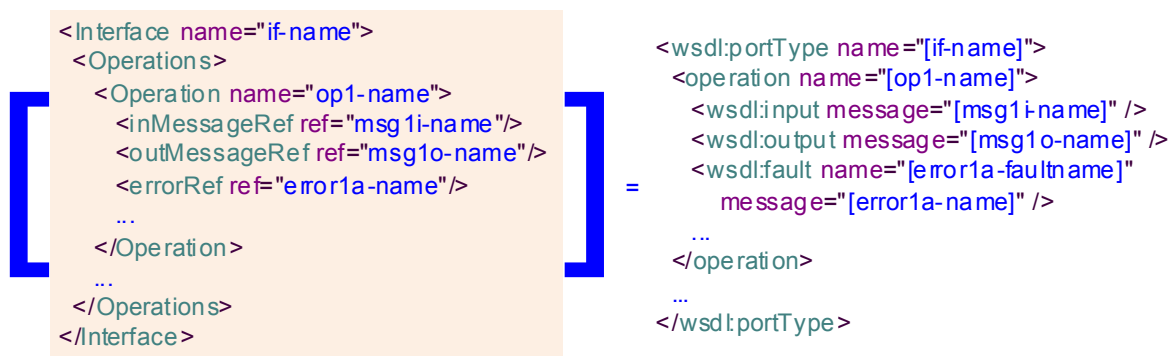 <Interface name="if-name">
<Operations>
<Operation name="op1-name">
<inMessageRef ref="msg1i-name"/>
<outMessageRef ref="msg1o-name"/>
<errorRef ref="error1a-name"/>
...
</Operation>
...
</Operations>
</Interface>
=
<wsdl:portType name="[if-name]">
<operation name="[op1-name]">
<wsdl:input message="[msg1i-name]" />
<wsdl:output message="[msg1o-name]" />
<wsdl:fault name="[error1a-faultname]"
message="[error1a-name]" />
...
</operation>
...
</wsdl:portType>